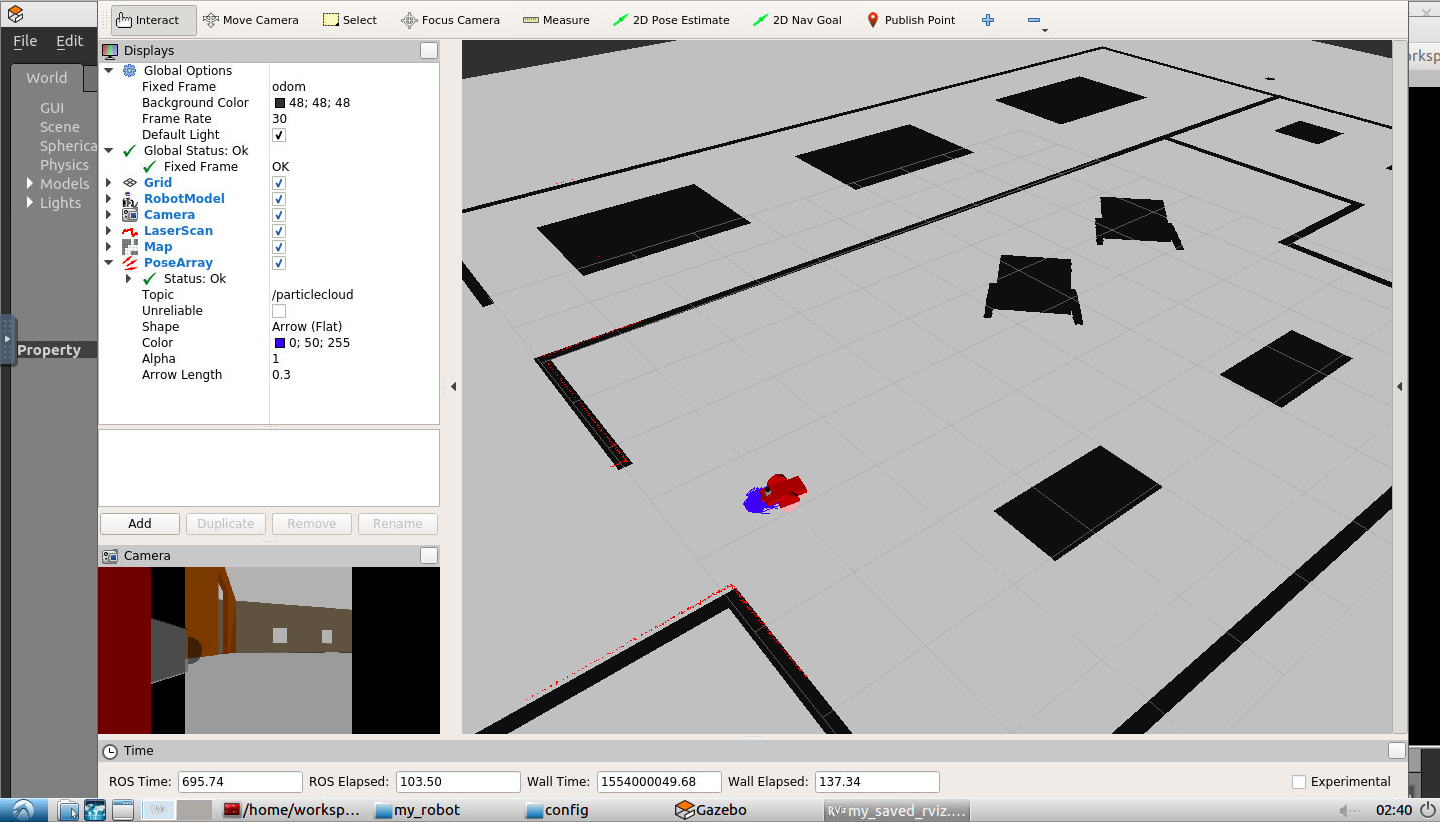 Interact Move Camera Select Focus Camera Measure 2D Pose Estimate 2D Nav Goal Publish Point
File Edit
World
GUI
Scene
Spherica
Physics
Models
Lights
Property
Displays
Global Options
Fixed Frame odom
Background Color 48; 48; 48
Frame Rate 30
Default Light
Global Status: Ok
Fixed Frame OK
Grid
RobotModel
Camera
LaserScan
Map
PoseArray
Status: Ok
Topic /particlecloud
Unreliable
Shape Arrow (Flat)
Color 0; 50; 255
Alpha 1
Arrow Length 0.3
Add Duplicate Remove Rename
Camera
Time
ROS Time: 695.74 ROS Elapsed: 103.50 Wall Time: 1554000049.68 Wall Elapsed: 137.34 Experimental
/home/worksp... my_robot config Gazebo RViz my_saved_rviz.... 02:40